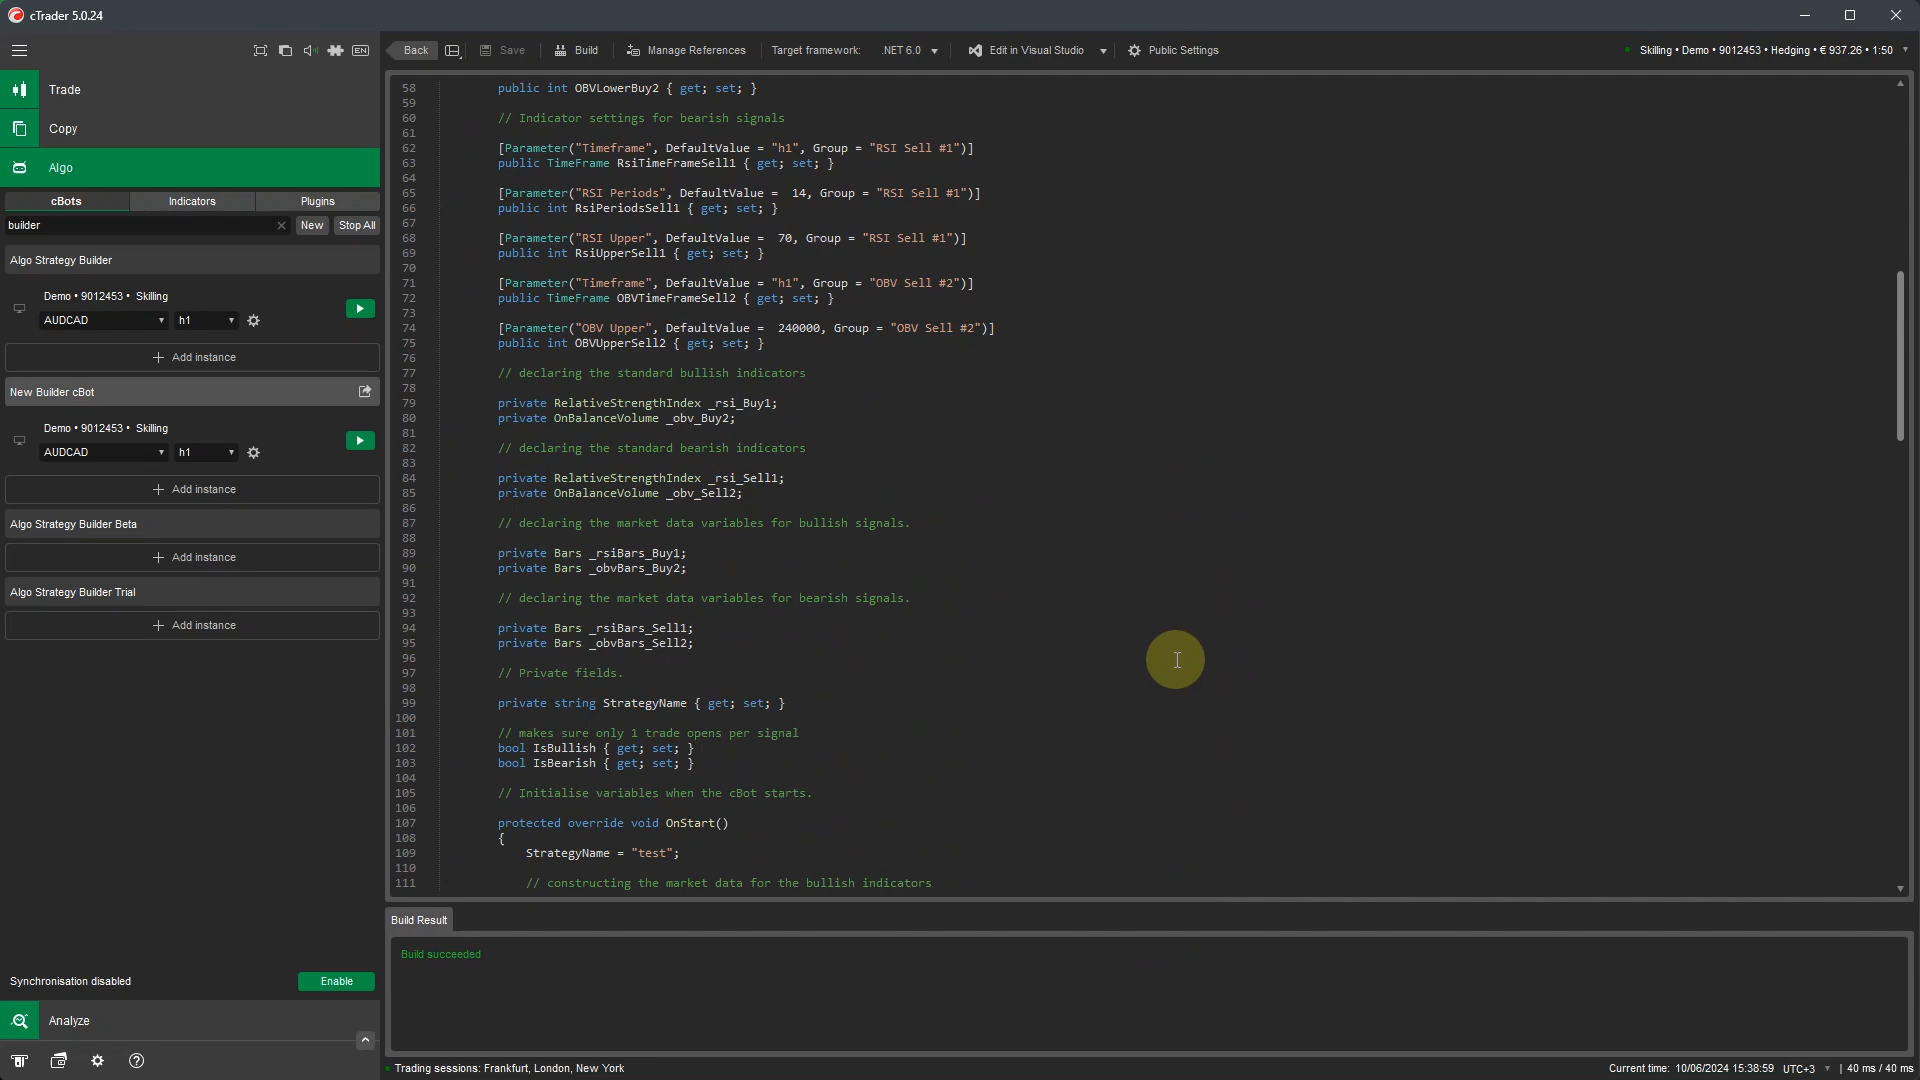 cTrader 5.0.24
EN
Back
Save
Build
Manage References
Target framework:
.NET 6.0
Edit in Visual Studio
Public Settings
Skilling • Demo • 9012453 • Hedging • € 937.26 • 1:50
Trade
Copy
Algo
cBots
Indicators
Plugins
builder
New
Stop All
Algo Strategy Builder
Demo • 9012453 • Skilling
AUDCAD
h1
Add instance
New Builder cBot
Demo • 9012453 • Skilling
AUDCAD
h1
Add instance
Algo Strategy Builder Beta
Add instance
Algo Strategy Builder Trial
Add instance
Synchronisation disabled
Enable
Analyze
58 public int OBVLowerBuy2 { get; set; }
59
60 // Indicator settings for bearish signals
61
62 [Parameter("Timeframe", DefaultValue = "h1", Group = "RSI Sell #1")]
63 public TimeFrame RsiTimeFrameSell1 { get; set; }
64
65 [Parameter("RSI Periods", DefaultValue =  14, Group = "RSI Sell #1")]
66 public int RsiPeriodsSell1 { get; set; }
67
68 [Parameter("RSI Upper", DefaultValue =  70, Group = "RSI Sell #1")]
69 public int RsiUpperSell1 { get; set; }
70
71 [Parameter("Timeframe", DefaultValue = "h1", Group = "OBV Sell #2")]
72 public TimeFrame OBVTimeFrameSell2 { get; set; }
73
74 [Parameter("OBV Upper", DefaultValue =  240000, Group = "OBV Sell #2")]
75 public int OBVUpperSell2 { get; set; }
76
77 // declaring the standard bullish indicators
78
79 private RelativeStrengthIndex _rsi_Buy1;
80 private OnBalanceVolume _obv_Buy2;
81
82 // declaring the standard bearish indicators
83
84 private RelativeStrengthIndex _rsi_Sell1;
85 private OnBalanceVolume _obv_Sell2;
86
87 // declaring the market data variables for bullish signals.
88
89 private Bars _rsiBars_Buy1;
90 private Bars _obvBars_Buy2;
91
92 // declaring the market data variables for bearish signals.
93
94 private Bars _rsiBars_Sell1;
95 private Bars _obvBars_Sell2;
96
97 // Private fields.
98
99 private string StrategyName { get; set; }
100
101 // makes sure only 1 trade opens per signal
102 bool IsBullish { get; set; }
103 bool IsBearish { get; set; }
104
105 // Initialise variables when the cBot starts.
106
107 protected override void OnStart()
108 {
109 StrategyName = "test";
110
111 // constructing the market data for the bullish indicators
Build Result
Build succeeded
Trading sessions: Frankfurt, London, New York
Current time: 10/06/2024 15:38:59 UTC+3 | 40 ms / 40 ms